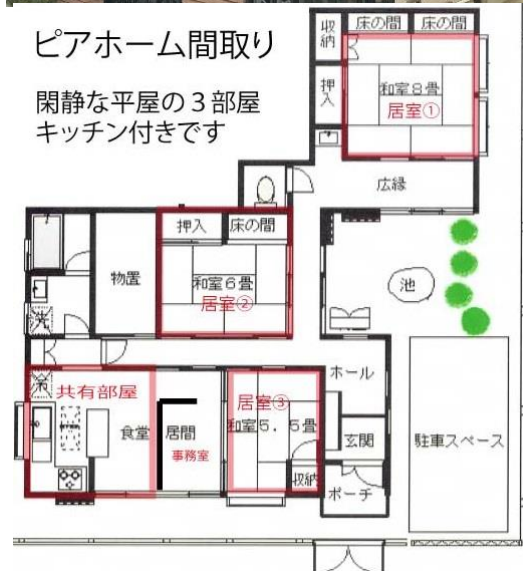 ピアホーム間取り
閑静な平屋の3部屋
キッチン付きです
収納
床の間
床の間
押入
和室8畳
居室①
広縁
押入
床の間
物置
和室6畳
居室②
池
洗
冷
共有部屋
食堂
居間
事務室
居室③
和室5.5畳
収納
ホール
玄関
ポーチ
駐車スペース